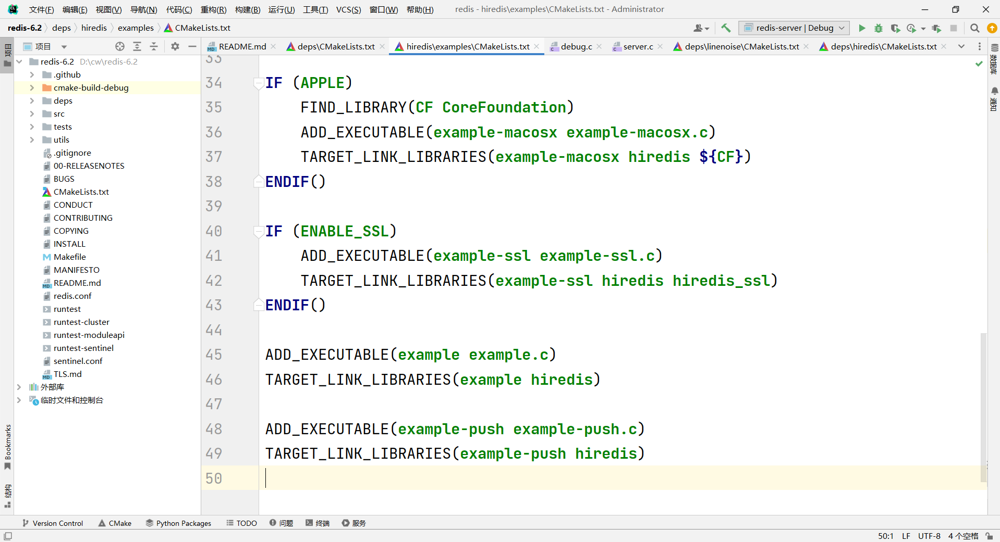 文件(F) 编辑(E) 视图(V) 导航(N) 代码(C) 重构(R) 构建(B) 运行(U) 工具(T) VCS(S) 窗口(W) 帮助(H) redis - hiredis\examples\CMakeLists.txt - Administrator
redis-6.2 deps hiredis examples CMakeLists.txt redis-server | Debug
项目 README.md deps\CMakeLists.txt hiredis\examples\CMakeLists.txt debug.c server.c deps\linenoise\CMakeLists.txt deps\hiredis\CMakeLists.txt
项目
redis-6.2 D:\cw\redis-6.2
.github
cmake-build-debug
deps
src
tests
utils
.gitignore
00-RELEASENOTES
BUGS
CMakeLists.txt
CONDUCT
CONTRIBUTING
COPYING
INSTALL
Makefile
MANIFESTO
README.md
redis.conf
runtest
runtest-cluster
runtest-moduleapi
runtest-sentinel
sentinel.conf
TLS.md
外部库
临时文件和控制台
Bookmarks
结构
33
34 IF (APPLE)
35 FIND_LIBRARY(CF CoreFoundation)
36 ADD_EXECUTABLE(example-macosx example-macosx.c)
37 TARGET_LINK_LIBRARIES(example-macosx hiredis ${CF})
38 ENDIF()
39
40 IF (ENABLE_SSL)
41 ADD_EXECUTABLE(example-ssl example-ssl.c)
42 TARGET_LINK_LIBRARIES(example-ssl hiredis hiredis_ssl)
43 ENDIF()
44
45 ADD_EXECUTABLE(example example.c)
46 TARGET_LINK_LIBRARIES(example hiredis)
47
48 ADD_EXECUTABLE(example-push example-push.c)
49 TARGET_LINK_LIBRARIES(example-push hiredis)
50
数据库
通知
Version Control CMake Python Packages TODO 问题 终端 服务
50:1 LF UTF-8 4 个空格